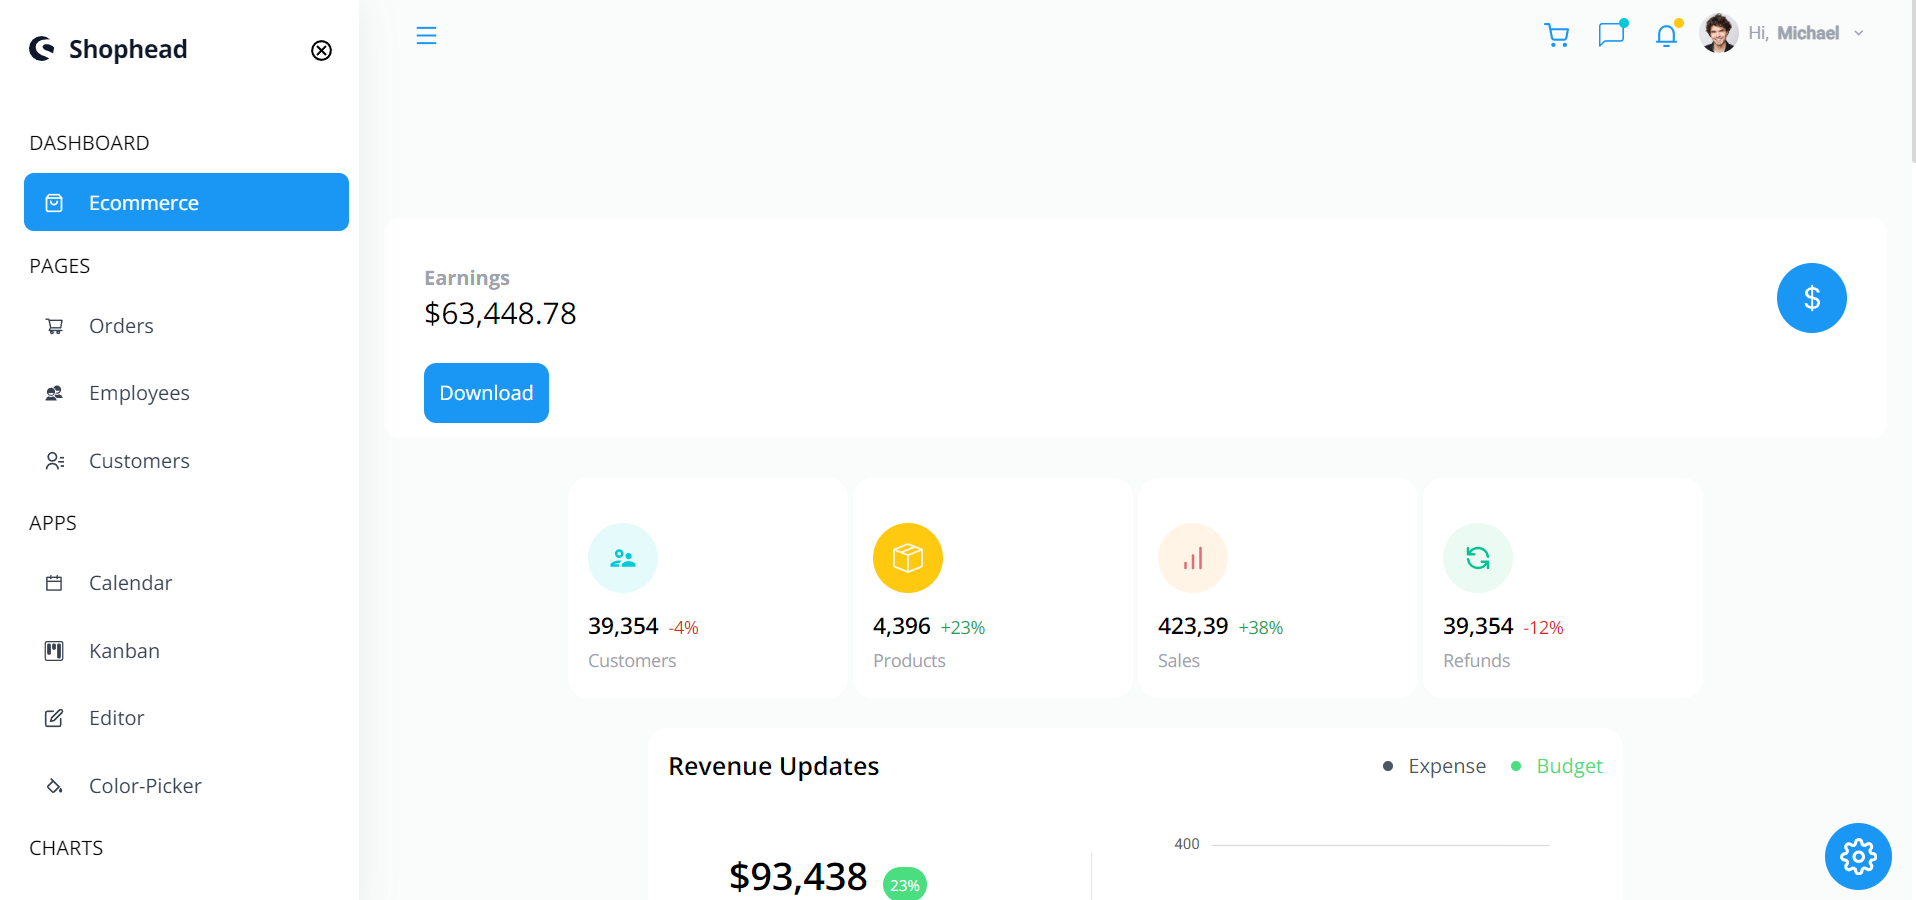 Shophead
Hi, Michael
DASHBOARD
Ecommerce
PAGES
Orders
Employees
Customers
APPS
Calendar
Kanban
Editor
Color-Picker
CHARTS
Earnings
$63,448.78
$
Download
39,354 -4%
Customers
4,396 +23%
Products
423,39 +38%
Sales
39,354 -12%
Refunds
Revenue Updates
Expense
Budget
$93,438 23%
400